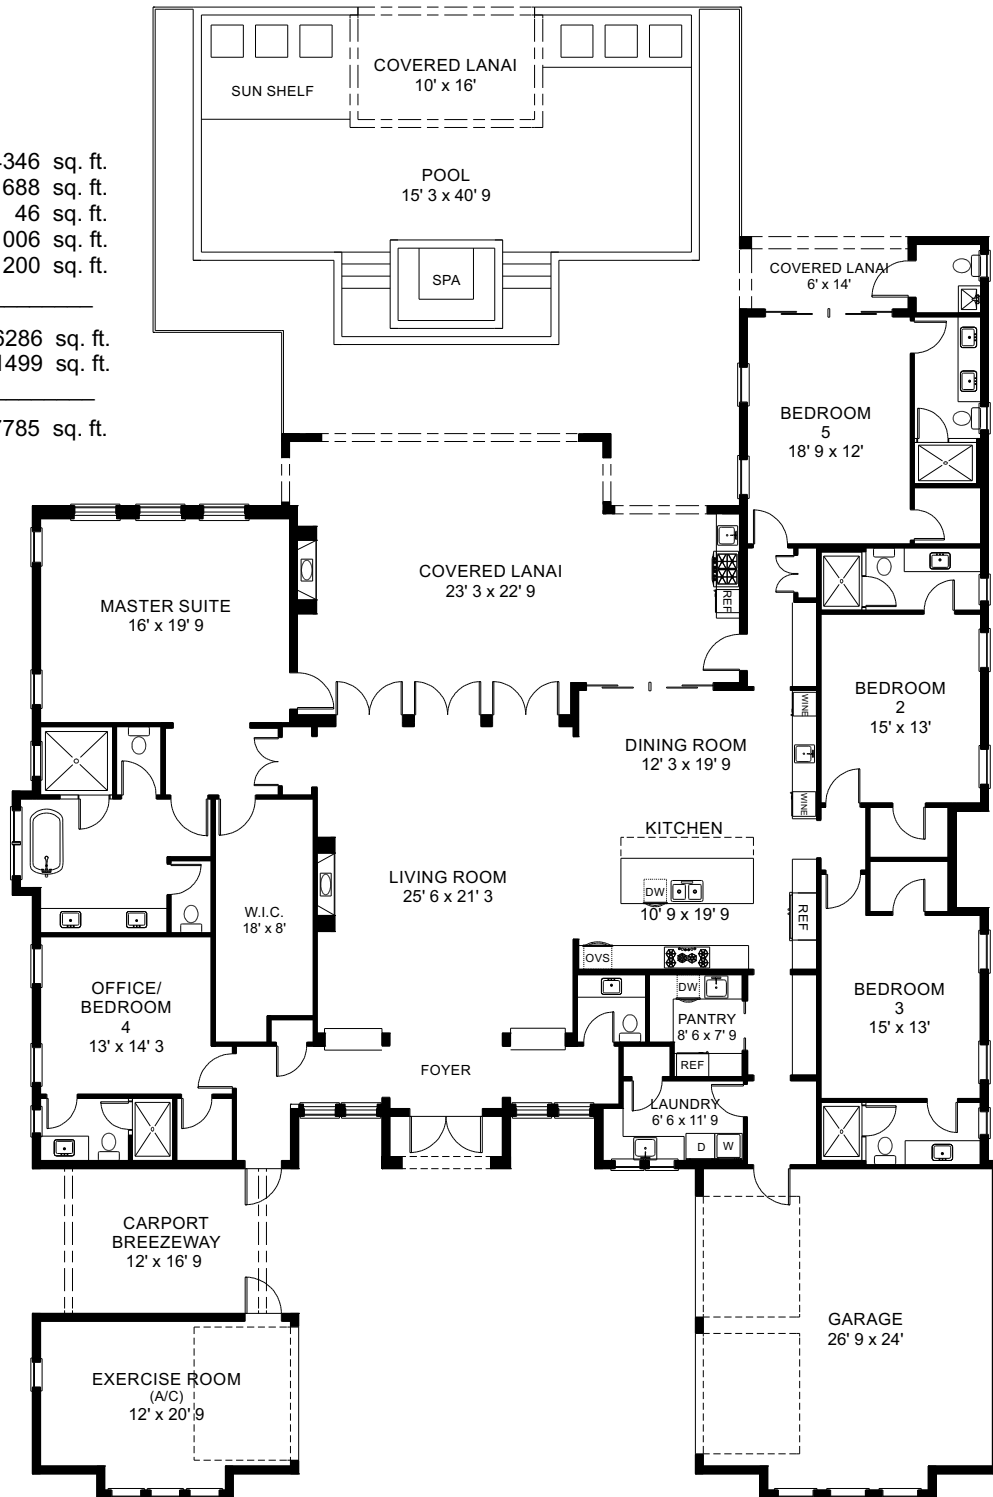 COVERED LANAI
10' x 16'
SUN SHELF
346 sq. ft.
688 sq. ft.
46 sq. ft.
006 sq. ft.
200 sq. ft.
6286 sq. ft.
1499 sq. ft.
7785 sq. ft.
POOL
15' 3 x 40' 9
SPA
COVERED LANAI
6' x 14'
BEDROOM
5
18' 9 x 12'
MASTER SUITE
16' x 19' 9
COVERED LANAI
23' 3 x 22' 9
REF
BEDROOM
2
15' x 13'
WINE
DINING ROOM
12' 3 x 19' 9
WINE
KITCHEN
DW
10' 9 x 19' 9
LIVING ROOM
25' 6 x 21' 3
W.I.C.
18' x 8'
REF
OVS
OFFICE/
BEDROOM
4
13' x 14' 3
DW
PANTRY
8' 6 x 7' 9
REF
BEDROOM
3
15' x 13'
FOYER
LAUNDRY
6' 6 x 11' 9
D
W
CARPORT
BREEZEWAY
12' x 16' 9
GARAGE
26' 9 x 24'
EXERCISE ROOM
(A/C)
12' x 20' 9